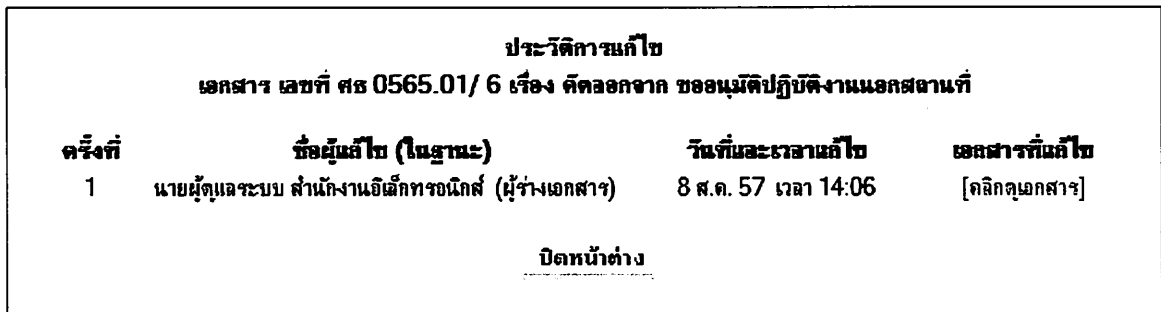 ประวัติการแก้ไข
เอกสาร เลขที่ ศธ 0565.01/ 6 เรื่อง คัดลอกจาก ขออนุมัติปฏิบัติงานนอกสถานที่
ครั้งที่ ชื่อผู้แก้ไข (ในฐานะ) วันที่และเวลาแก้ไข เอกสารที่แก้ไข
1 นายผู้ดูแลระบบ สำนักงานอิเล็กทรอนิกส์ (ผู้ร่างเอกสาร) 8 ส.ค. 57 เวลา 14:06 [คลิกดูเอกสาร]
ปิดหน้าต่าง